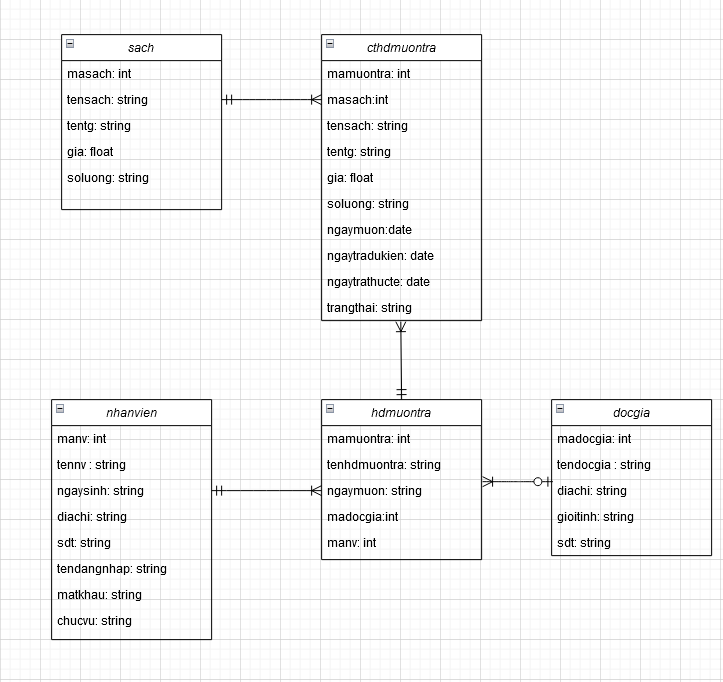 sach
masach: int
tensach: string
tentg: string
gia: float
soluong: string
cthdmuontra
mamuontra: int
masach:int
tensach: string
tentg: string
gia: float
soluong: string
ngaymuon:date
ngaytradukien: date
ngaytrathucte: date
trangthai: string
nhanvien
manv: int
tennv : string
ngaysinh: string
diachi: string
sdt: string
tendangnhap: string
matkhau: string
chucvu: string
hdmuontra
mamuontra: int
tenhdmuontra: string
ngaymuon: string
madocgia:int
manv: int
docgia
madocgia: int
tendocgia : string
diachi: string
gioitinh: string
sdt: string